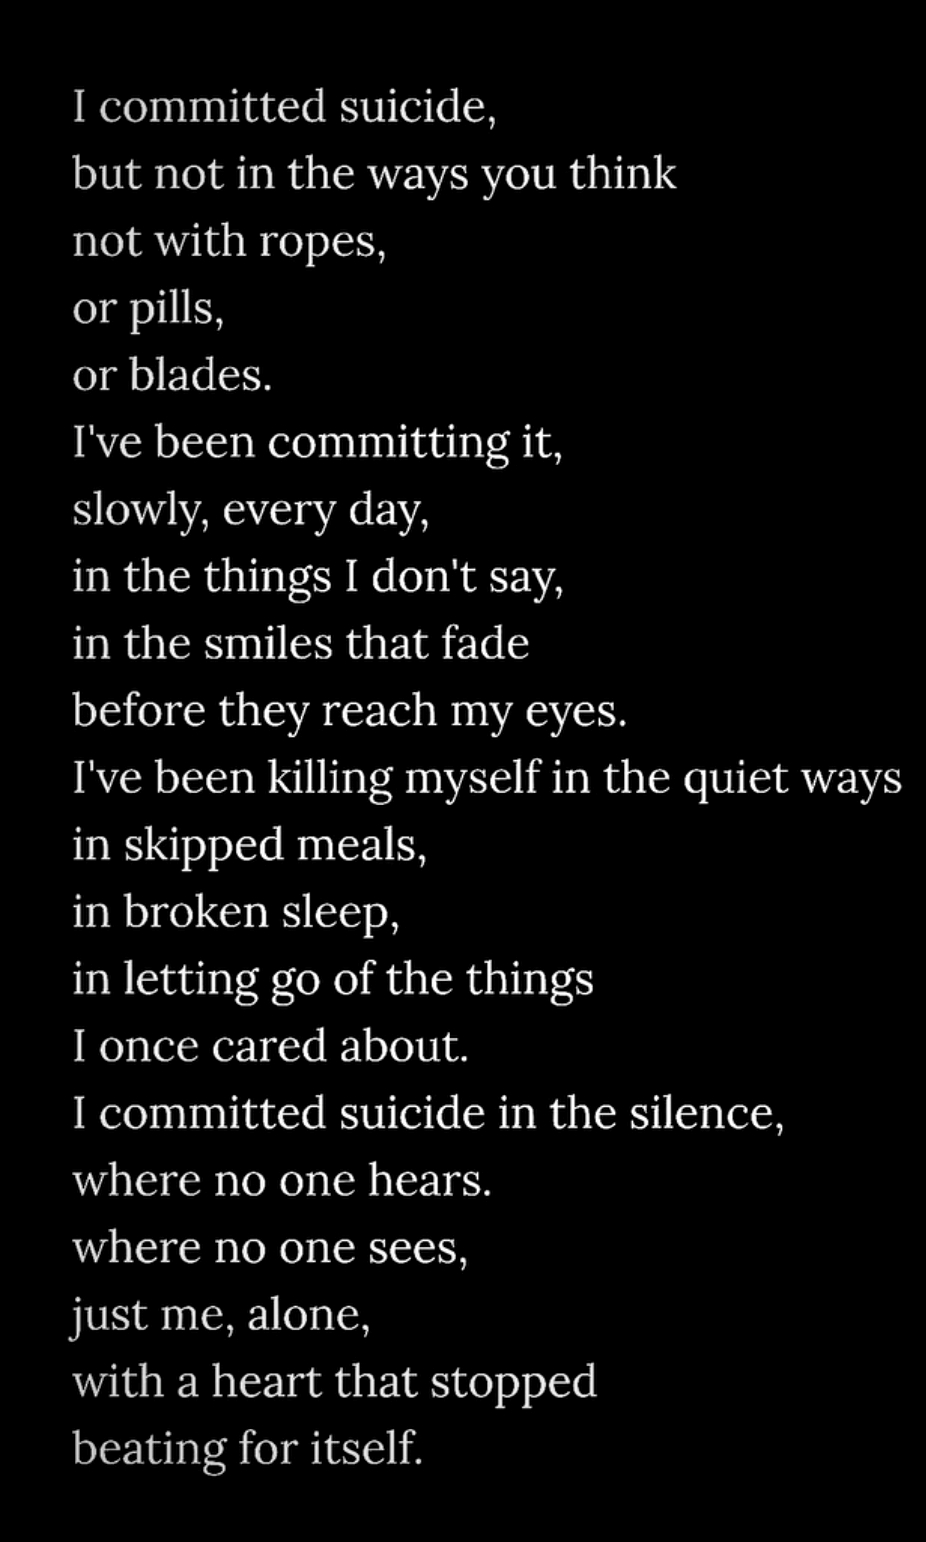 I committed suicide,
but not in the ways you think
not with ropes,
or pills,
or blades.
I've been committing it,
slowly, every day,
in the things I don't say,
in the smiles that fade
before they reach my eyes.
I've been killing myself in the quiet ways
in skipped meals,
in broken sleep,
in letting go of the things
I once cared about.
I committed suicide in the silence,
where no one hears.
where no one sees,
just me, alone,
with a heart that stopped
beating for itself.